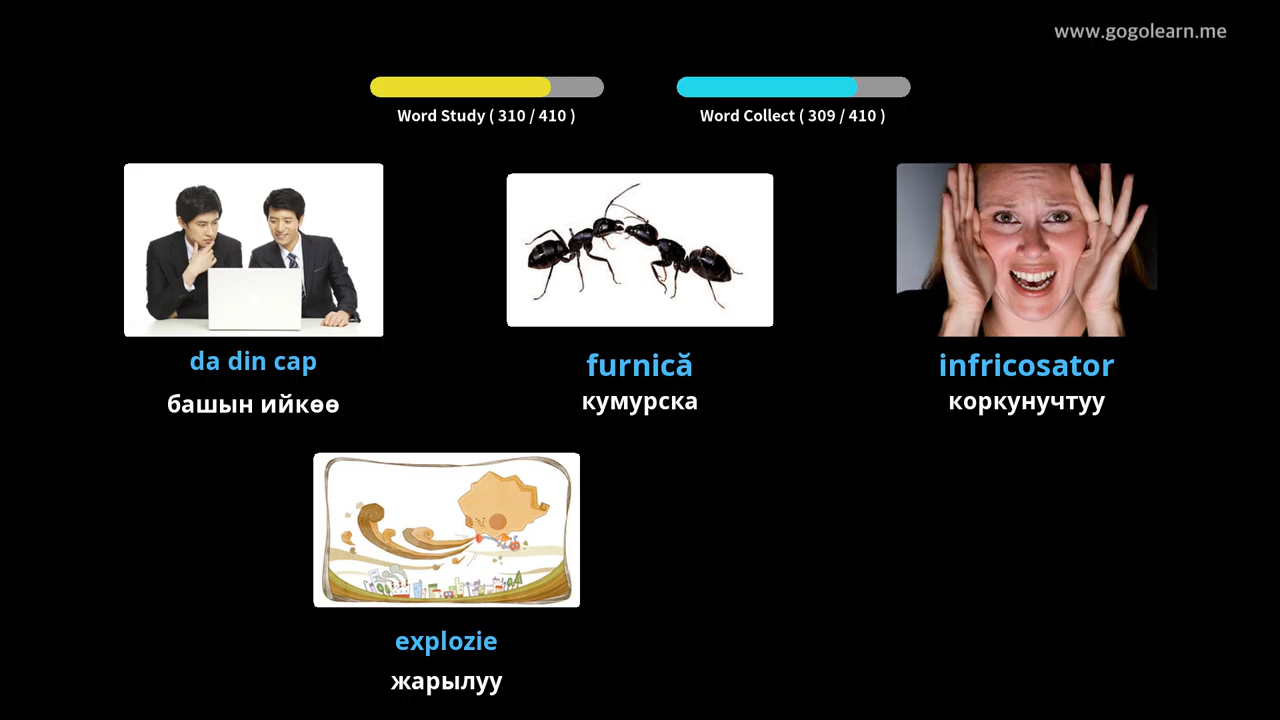 www.gogolearn.me
Word Study ( 310 / 410 )
Word Collect ( 309 / 410 )
da din cap
башын ийкөө
furnică
кумурска
infricosator
коркунучтуу
explozie
жарылуу